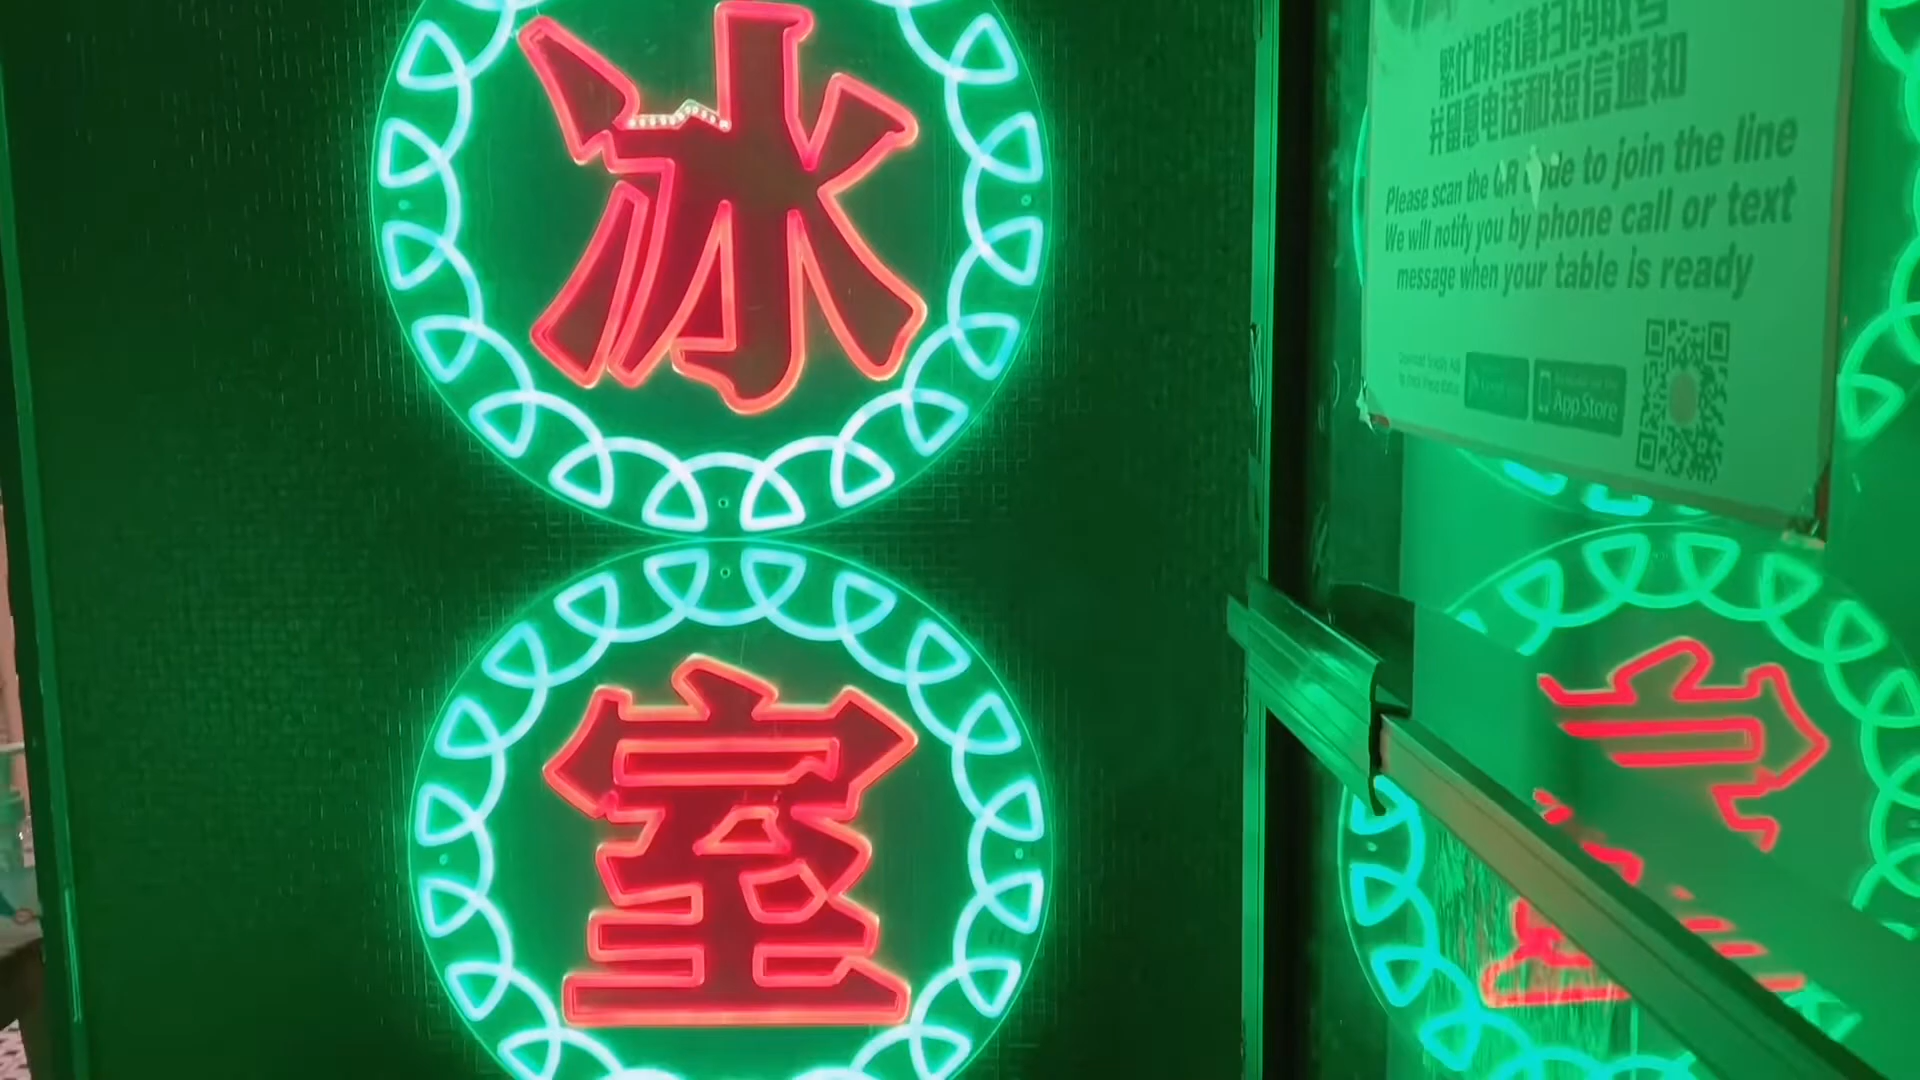 冰
室
繁忙时段请扫码取号
并留意电话和短信通知
Please scan the QR code to join the line
We will notify you by phone call or text
message when your table is ready
App Store